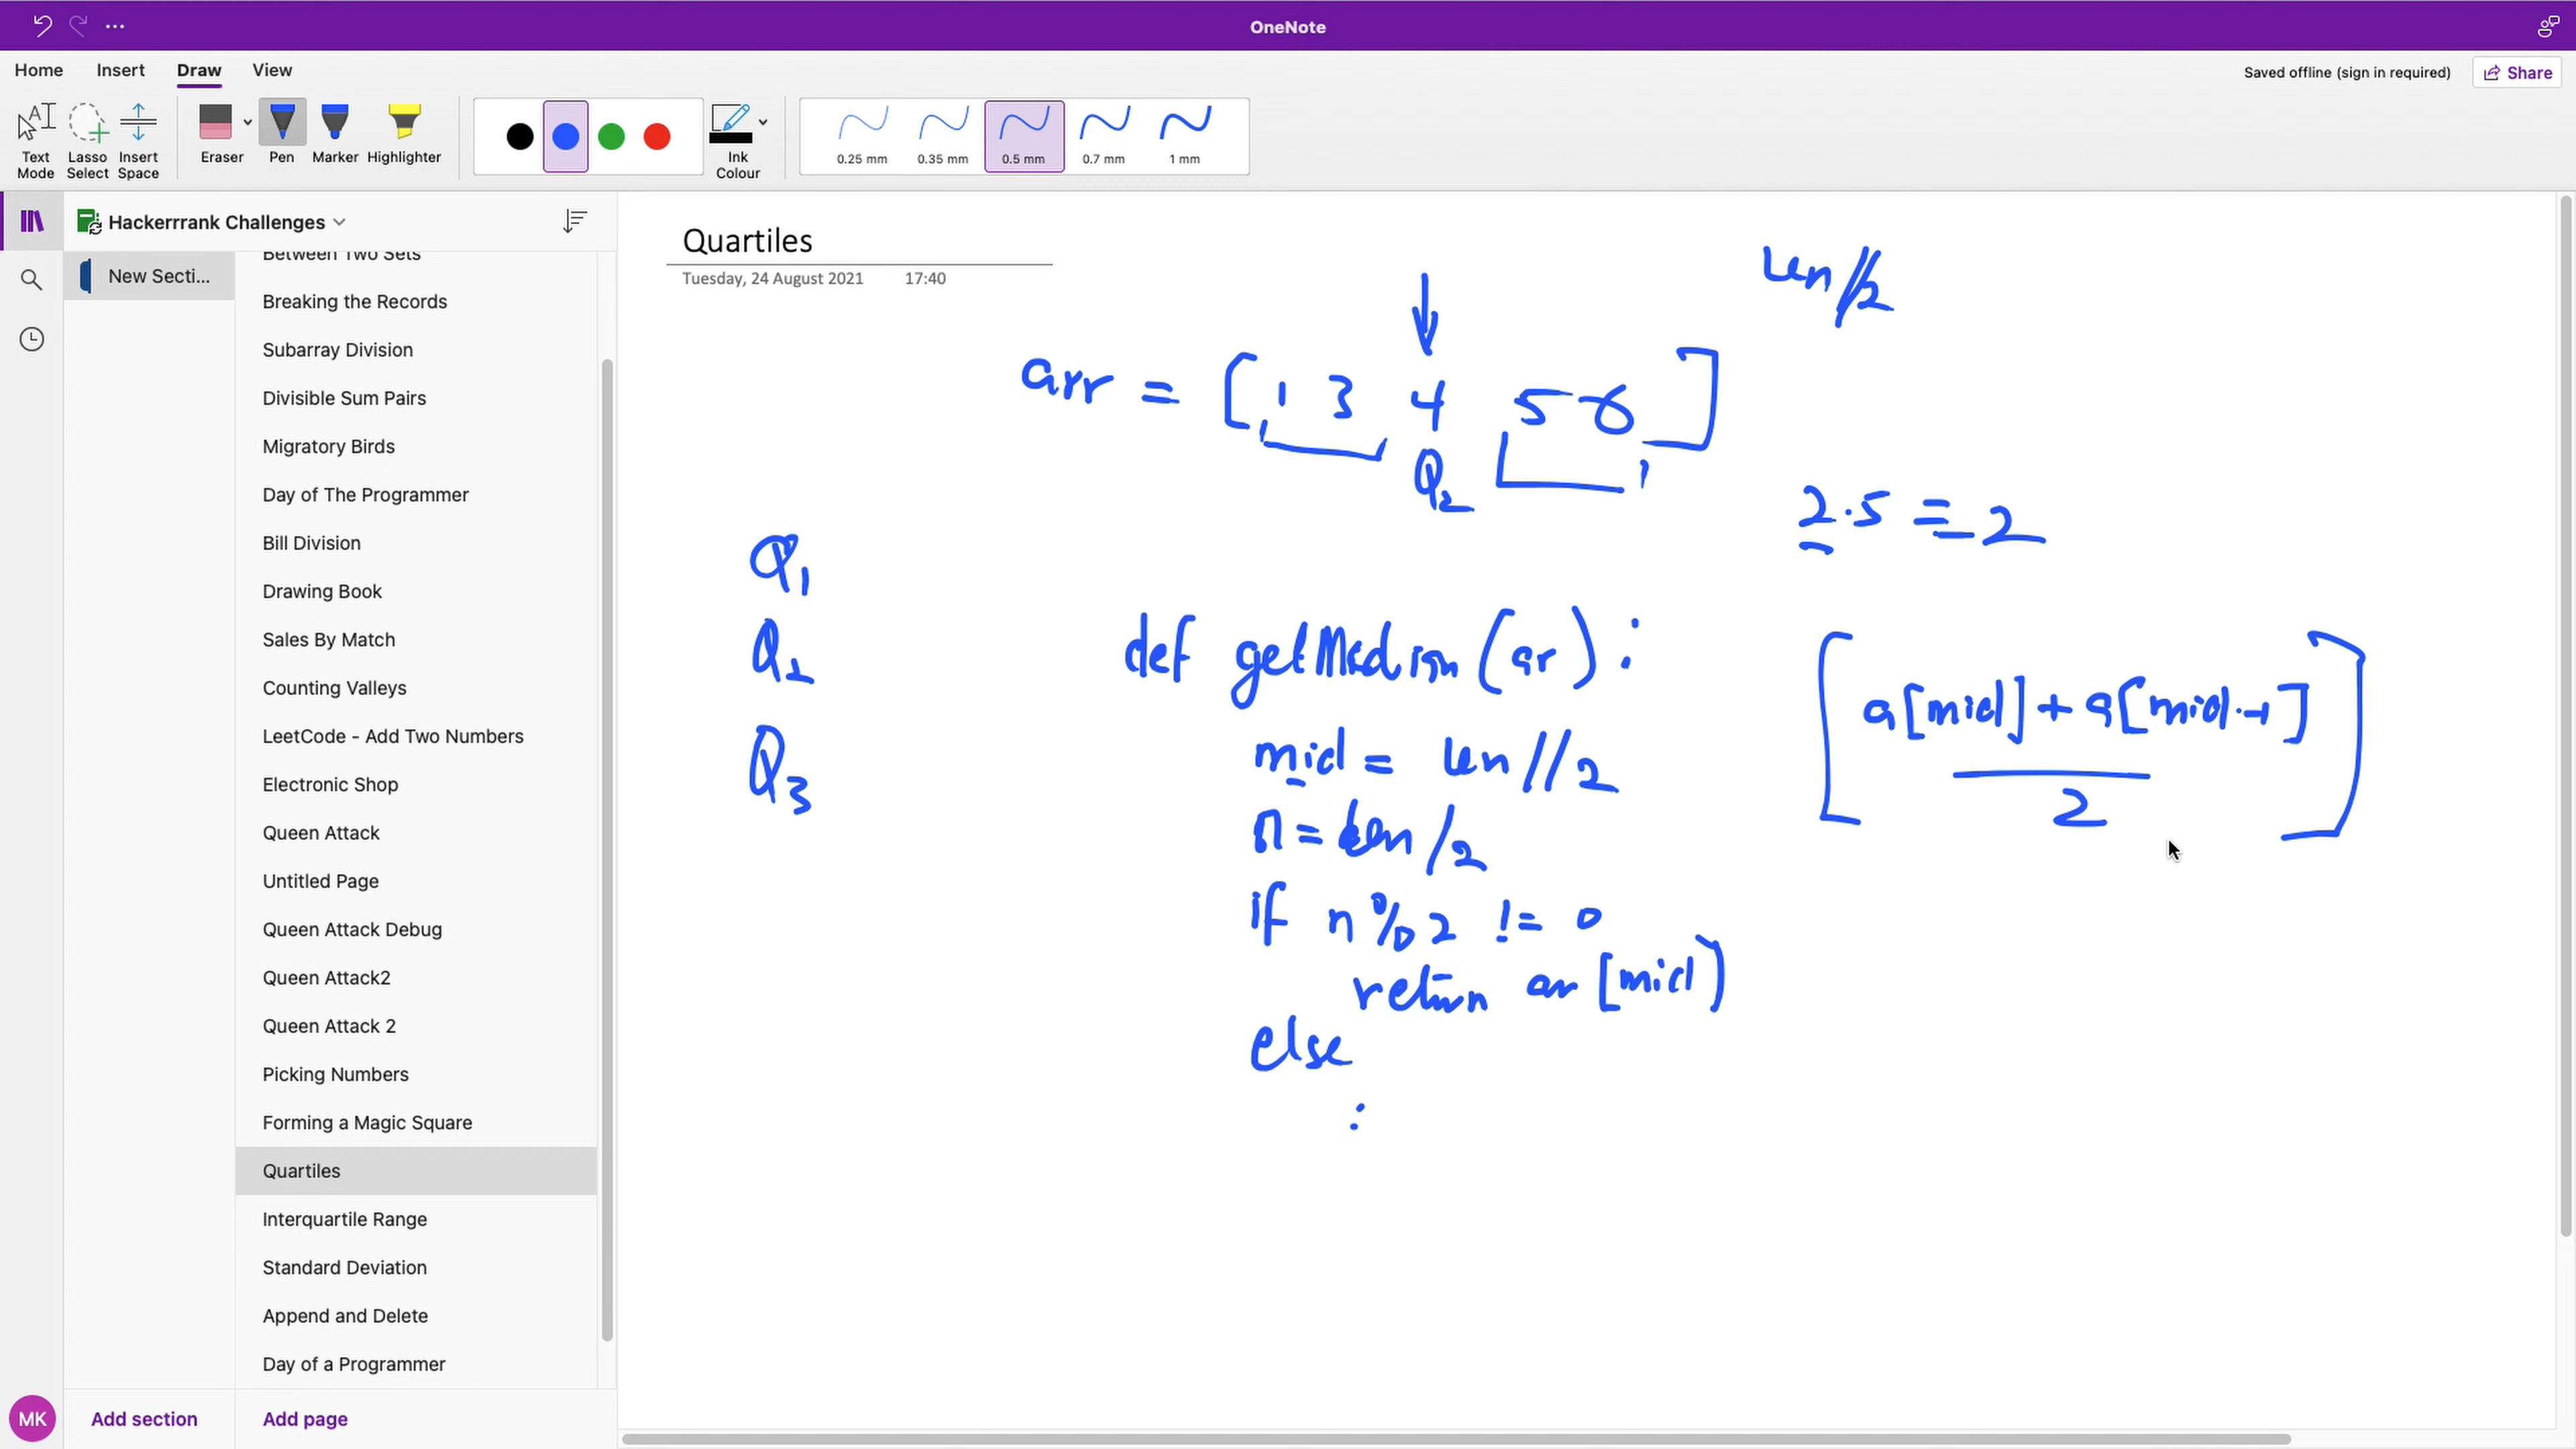 OneNote
Home Insert Draw View
Saved offline (sign in required) Share
Text Mode
Lasso Select
Insert Space
Eraser
Pen
Marker
Highlighter
Ink Colour
0.25 mm
0.35 mm
0.5 mm
0.7 mm
1 mm
Hackerrrank Challenges
New Secti...
Between Two Sets
Breaking the Records
Subarray Division
Divisible Sum Pairs
Migratory Birds
Day of The Programmer
Bill Division
Drawing Book
Sales By Match
Counting Valleys
LeetCode - Add Two Numbers
Electronic Shop
Queen Attack
Untitled Page
Queen Attack Debug
Queen Attack2
Queen Attack 2
Picking Numbers
Forming a Magic Square
Quartiles
Interquartile Range
Standard Deviation
Append and Delete
Day of a Programmer
MK
Add section
Add page
Quartiles
Tuesday, 24 August 2021 17:40
len//2
arr = [1 3 4 5 6]
Q2
2.5 = 2
Q1
Q2
Q3
def getMedian (ar) :
mid = len//2
n = len/2
if n%2 != 0
return ar [mid]
else
:
a[mid] + a[mid-1]
2